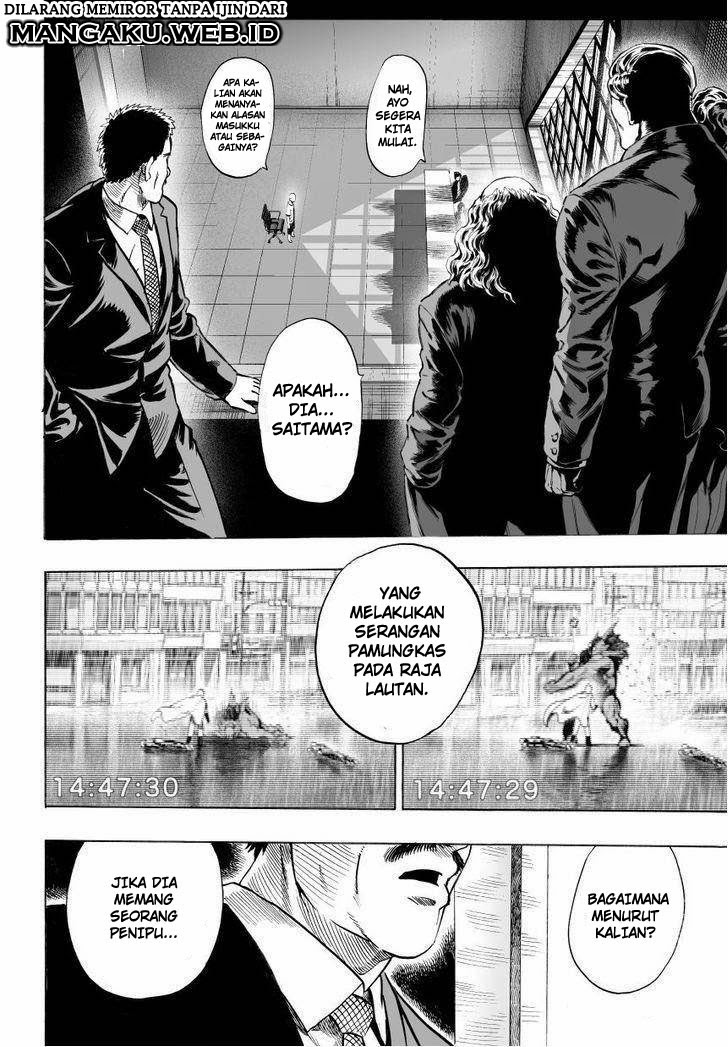 DILARANG MEMIROR TANPA IJIN DARI
MANGAKU.WEB.ID
NAH,
AYO
SEGERA
KITA
MULAI.
APA KA-
LIAN AKAN
MENANYA-
KAN ALASAN
MASUKKU
ATAU SEBA-
GAINYA?
APAKAH...
DIA...
SAITAMA?
YANG
MELAKUKAN
SERANGAN
PAMUNGKAS
PADA RAJA
LAUTAN.
14:47:29
14:47:30
BAGAIMANA
MENURUT
KALIAN?
JIKA DIA
MEMANG
SEORANG
PENIPU...